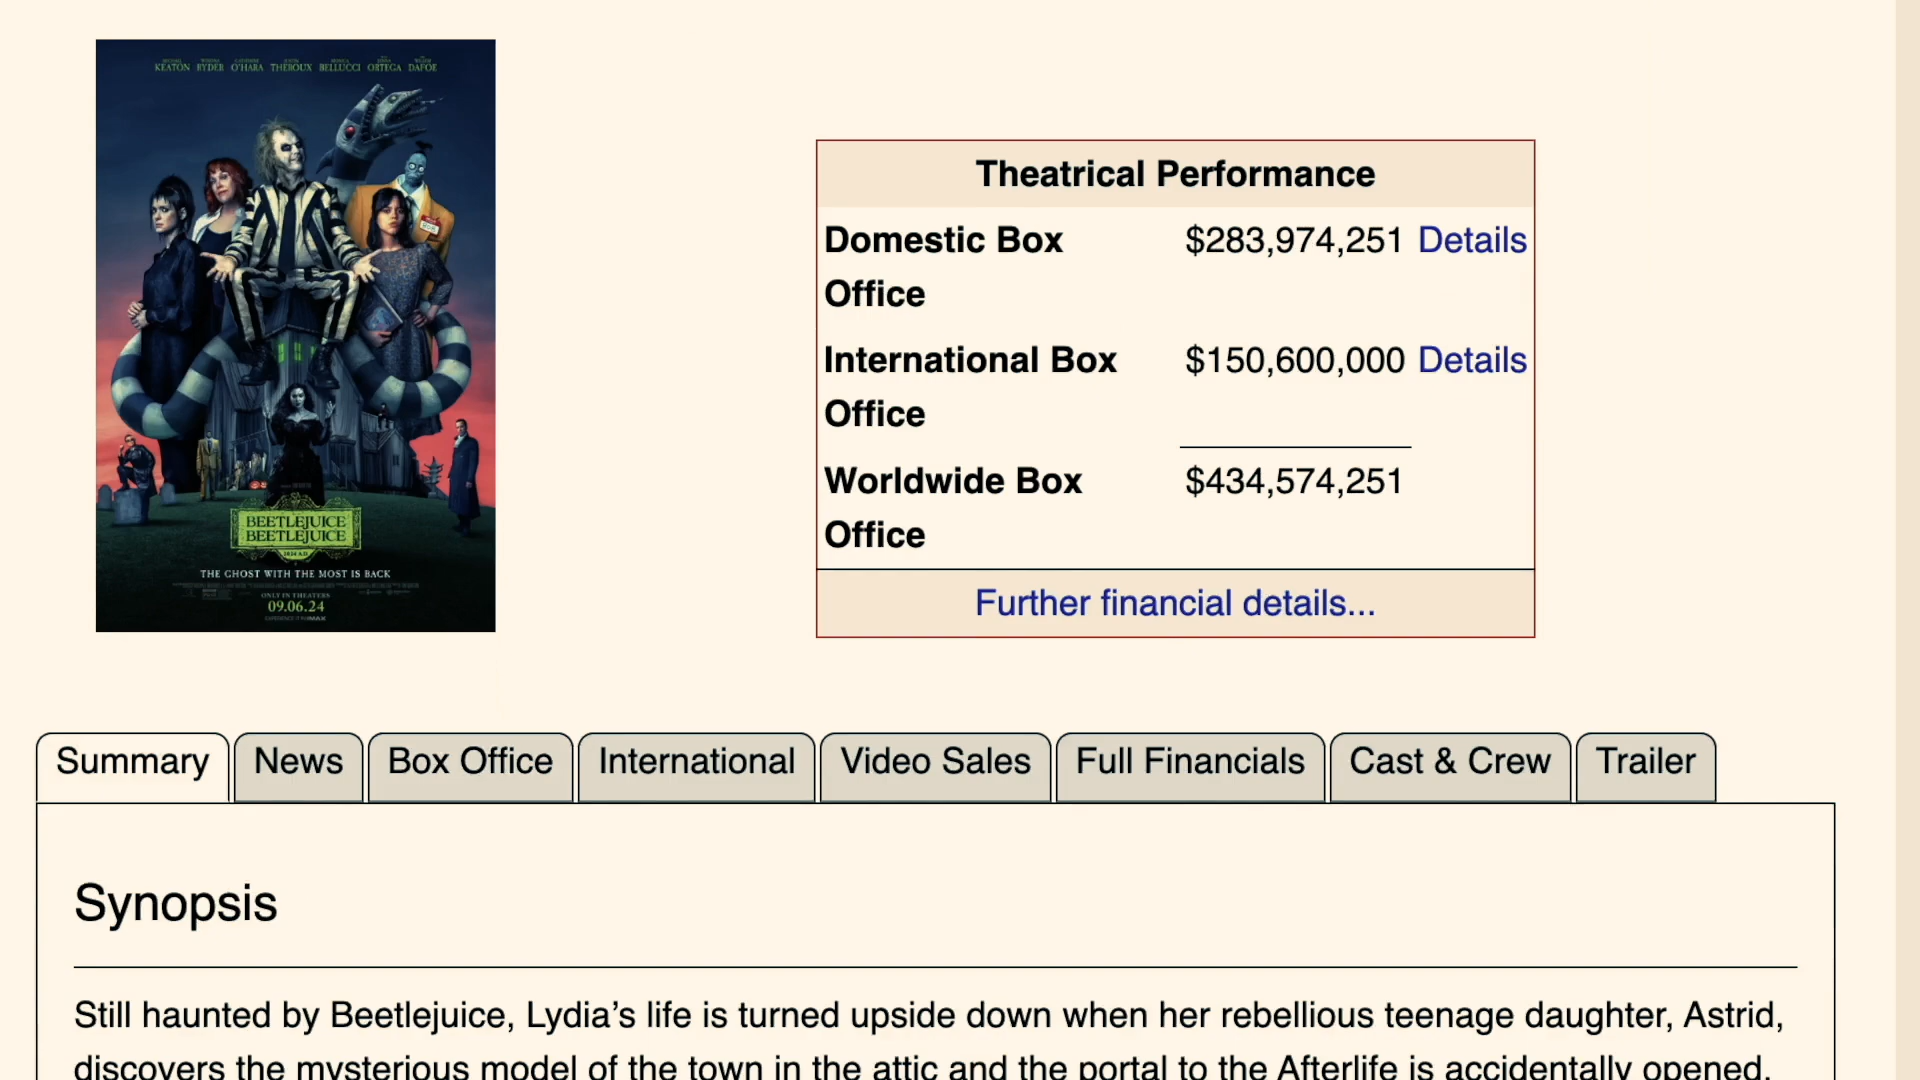 KEATON RYDER O'HARA THEROUX BELLUCCI ORTEGA DAFOE
BEETLEJUICE
BEETLEJUICE
THE GHOST WITH THE MOST IS BACK
ONLY IN THEATERS
09.06.24
Theatrical Performance
Domestic Box Office $283,974,251 Details
International Box Office $150,600,000 Details
Worldwide Box Office $434,574,251
Further financial details...
Summary News Box Office International Video Sales Full Financials Cast & Crew Trailer
Synopsis
Still haunted by Beetlejuice, Lydia’s life is turned upside down when her rebellious teenage daughter, Astrid,
discovers the mysterious model of the town in the attic and the portal to the Afterlife is accidentally opened.